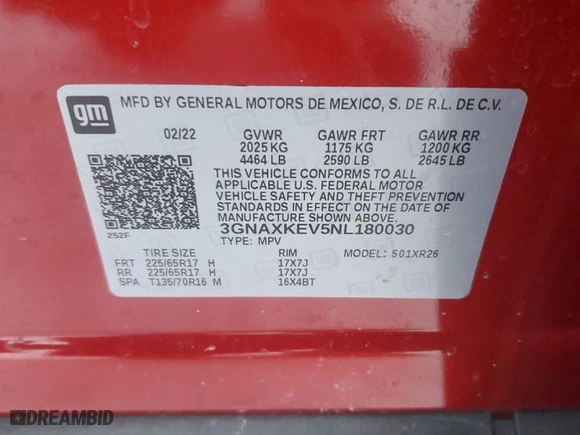 gm
MFD BY GENERAL MOTORS DE MEXICO, S. DE R.L. DE C.V.
02/22 GVWR GAWR FRT GAWR RR
2025 KG 1175 KG 1200 KG
4464 LB 2590 LB 2645 LB
THIS VEHICLE CONFORMS TO ALL
APPLICABLE U.S. FEDERAL MOTOR
VEHICLE SAFETY AND THEFT PREVENTION
STANDARDS IN EFFECT ON THE DATE OF
MANUFACTURE SHOWN ABOVE.
3GNAXKEV5NL180030
252F TYPE: MPV MODEL: 501XR26
TIRE SIZE RIM
FRT 225/65R17 H 17X7J
RR 225/65R17 H 17X7J
SPA T135/70R16 M 16X4BT
DREAMBID